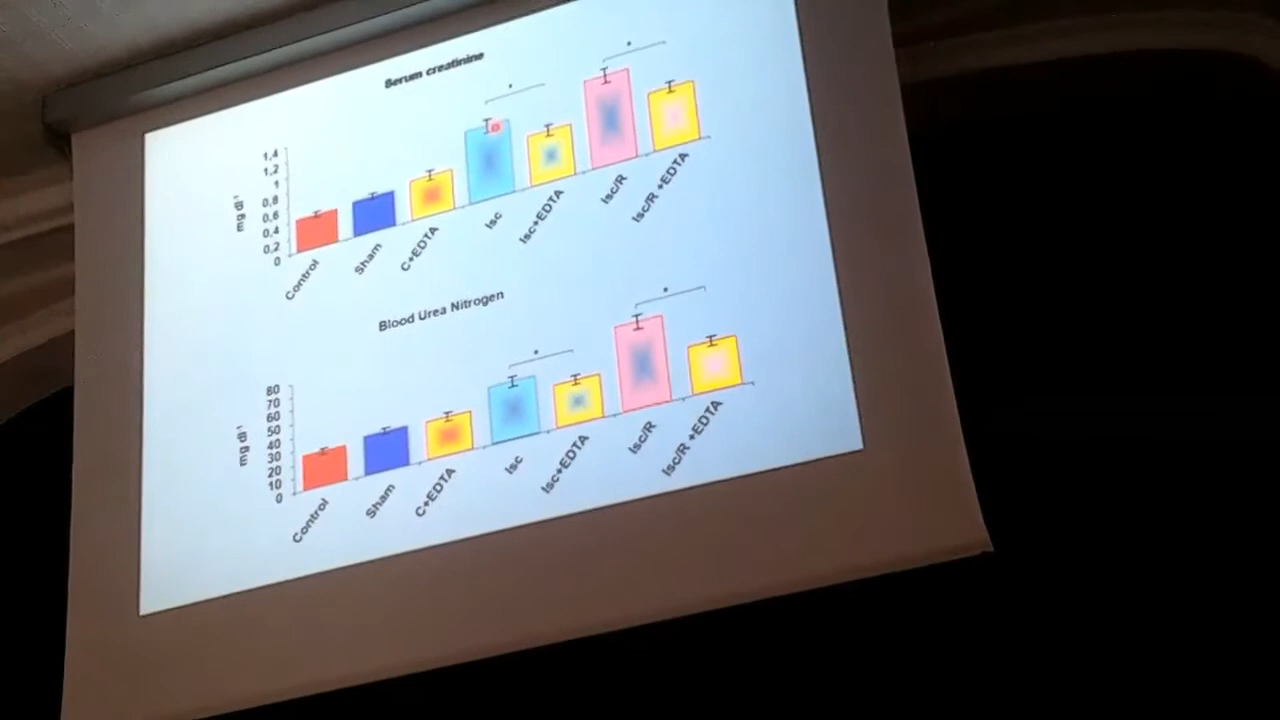 Serum creatinine
mg dl⁻¹
1,4
1,2
1
0,8
0,6
0,4
0,2
0
Control
Sham
C+EDTA
Isc
Isc+EDTA
Isc/R
Isc/R +EDTA
*
*
Blood Urea Nitrogen
mg dl⁻¹
80
70
60
50
40
30
20
10
0
Control
Sham
C+EDTA
Isc
Isc+EDTA
Isc/R
Isc/R +EDTA
*
*